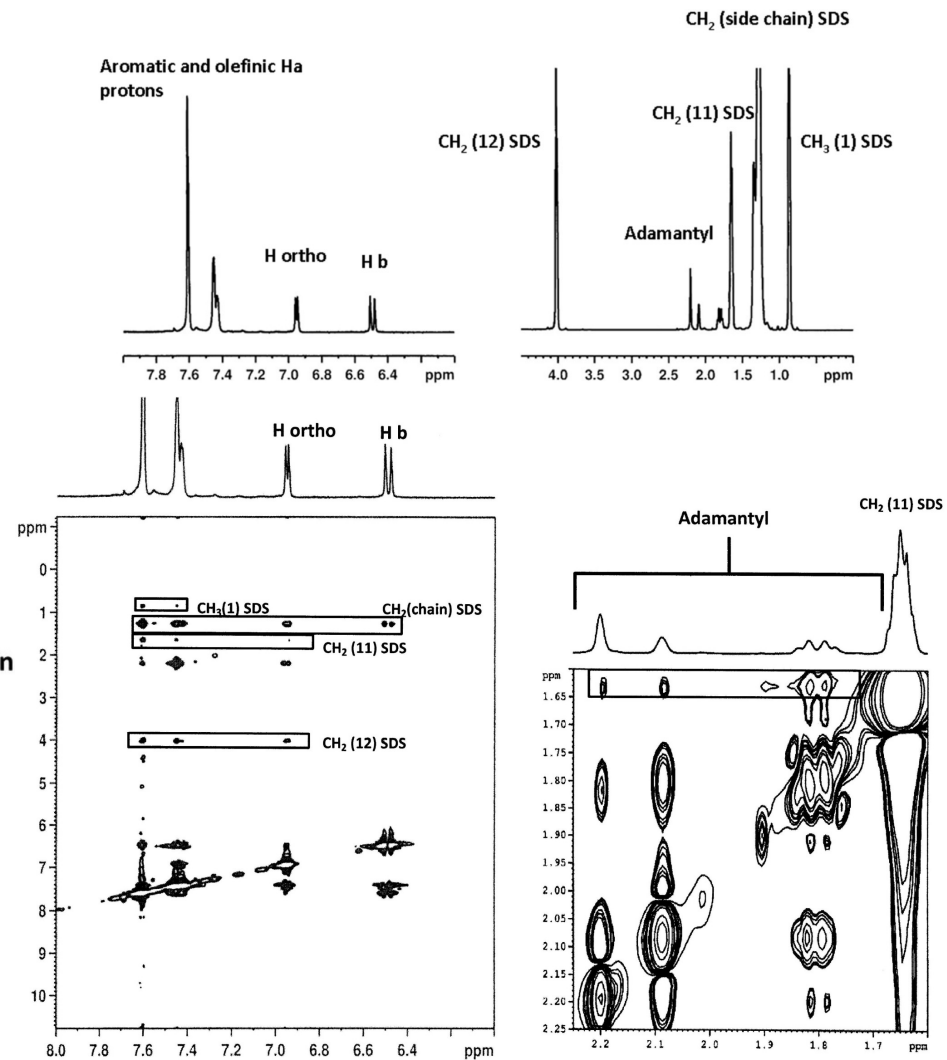 CH2 (side chain) SDS
Aromatic and olefinic Ha
protons
CH2 (12) SDS
CH2 (11) SDS
CH3 (1) SDS
Adamantyl
H ortho
H b
7.8 7.6 7.4 7.2 7.0 6.8 6.6 6.4 ppm
4.0 3.5 3.0 2.5 2.0 1.5 1.0 ppm
H ortho
H b
ppm
0
1
2
3
4
5
6
7
8
9
10
CH3(1) SDS
CH2(chain) SDS
CH2 (11) SDS
CH2 (12) SDS
n
8.0 7.8 7.6 7.4 7.2 7.0 6.8 6.6 6.4 ppm
Adamantyl
CH2 (11) SDS
ppm
1.65
1.70
1.75
1.80
1.85
1.90
1.95
2.00
2.05
2.10
2.15
2.20
2.25
2.2 2.1 2.0 1.9 1.8 1.7 ppm